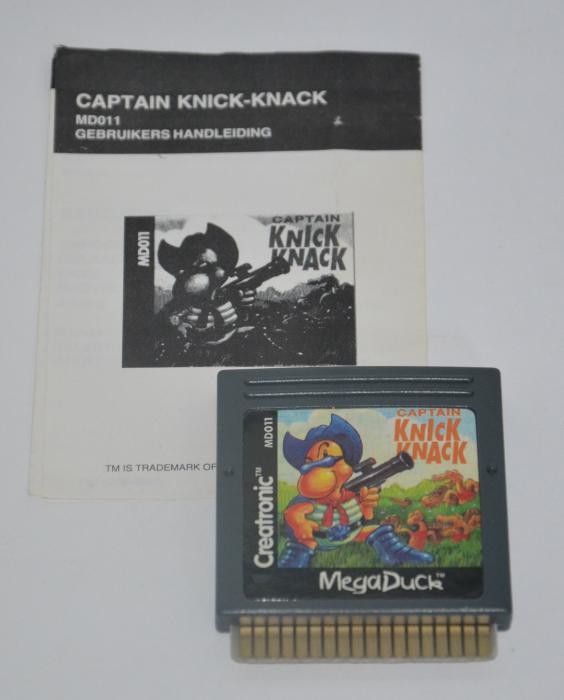 CAPTAIN KNICK-KNACK
MD011
GEBRUIKERS HANDLEIDING
MD011
CAPTAIN
KNICK
KNACK
TM IS TRADEMARK OF
MD011
Creatronic™
CAPTAIN
KNICK
KNACK
MegaDuck™